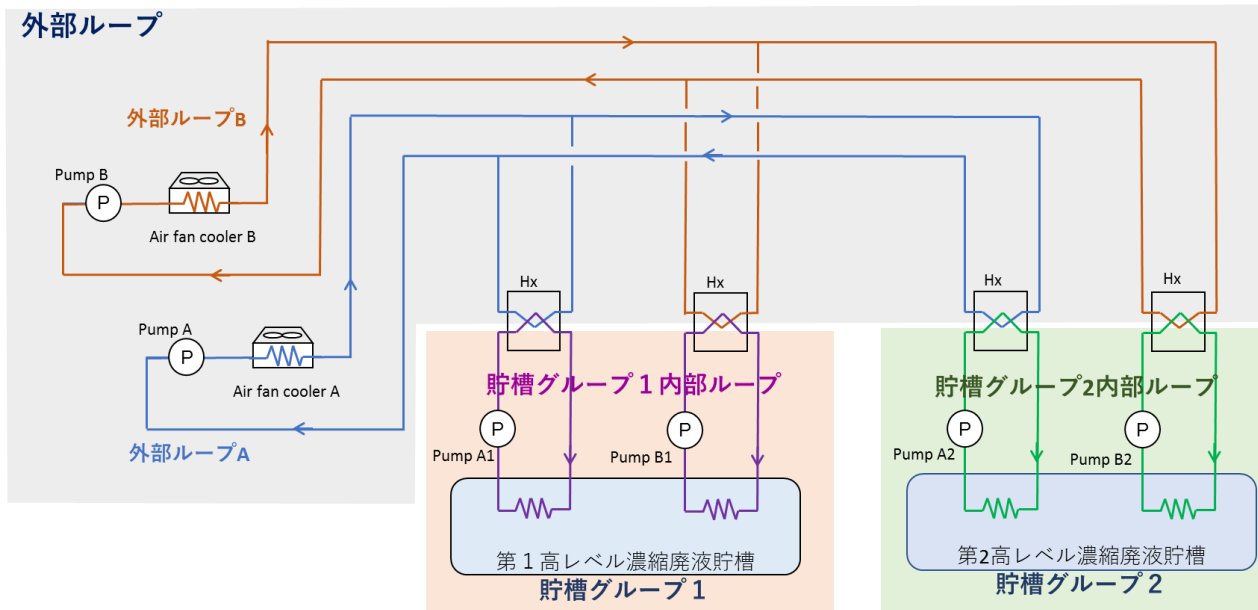 外部ループ
外部ループB
Pump B
P
Air fan cooler B
Pump A
P
Air fan cooler A
外部ループA
Hx
Hx
Hx
Hx
貯槽グループ１内部ループ
貯槽グループ2内部ループ
P
Pump A1
P
Pump B1
P
Pump A2
P
Pump B2
第１高レベル濃縮廃液貯槽
貯槽グループ１
第2高レベル濃縮廃液貯槽
貯槽グループ２